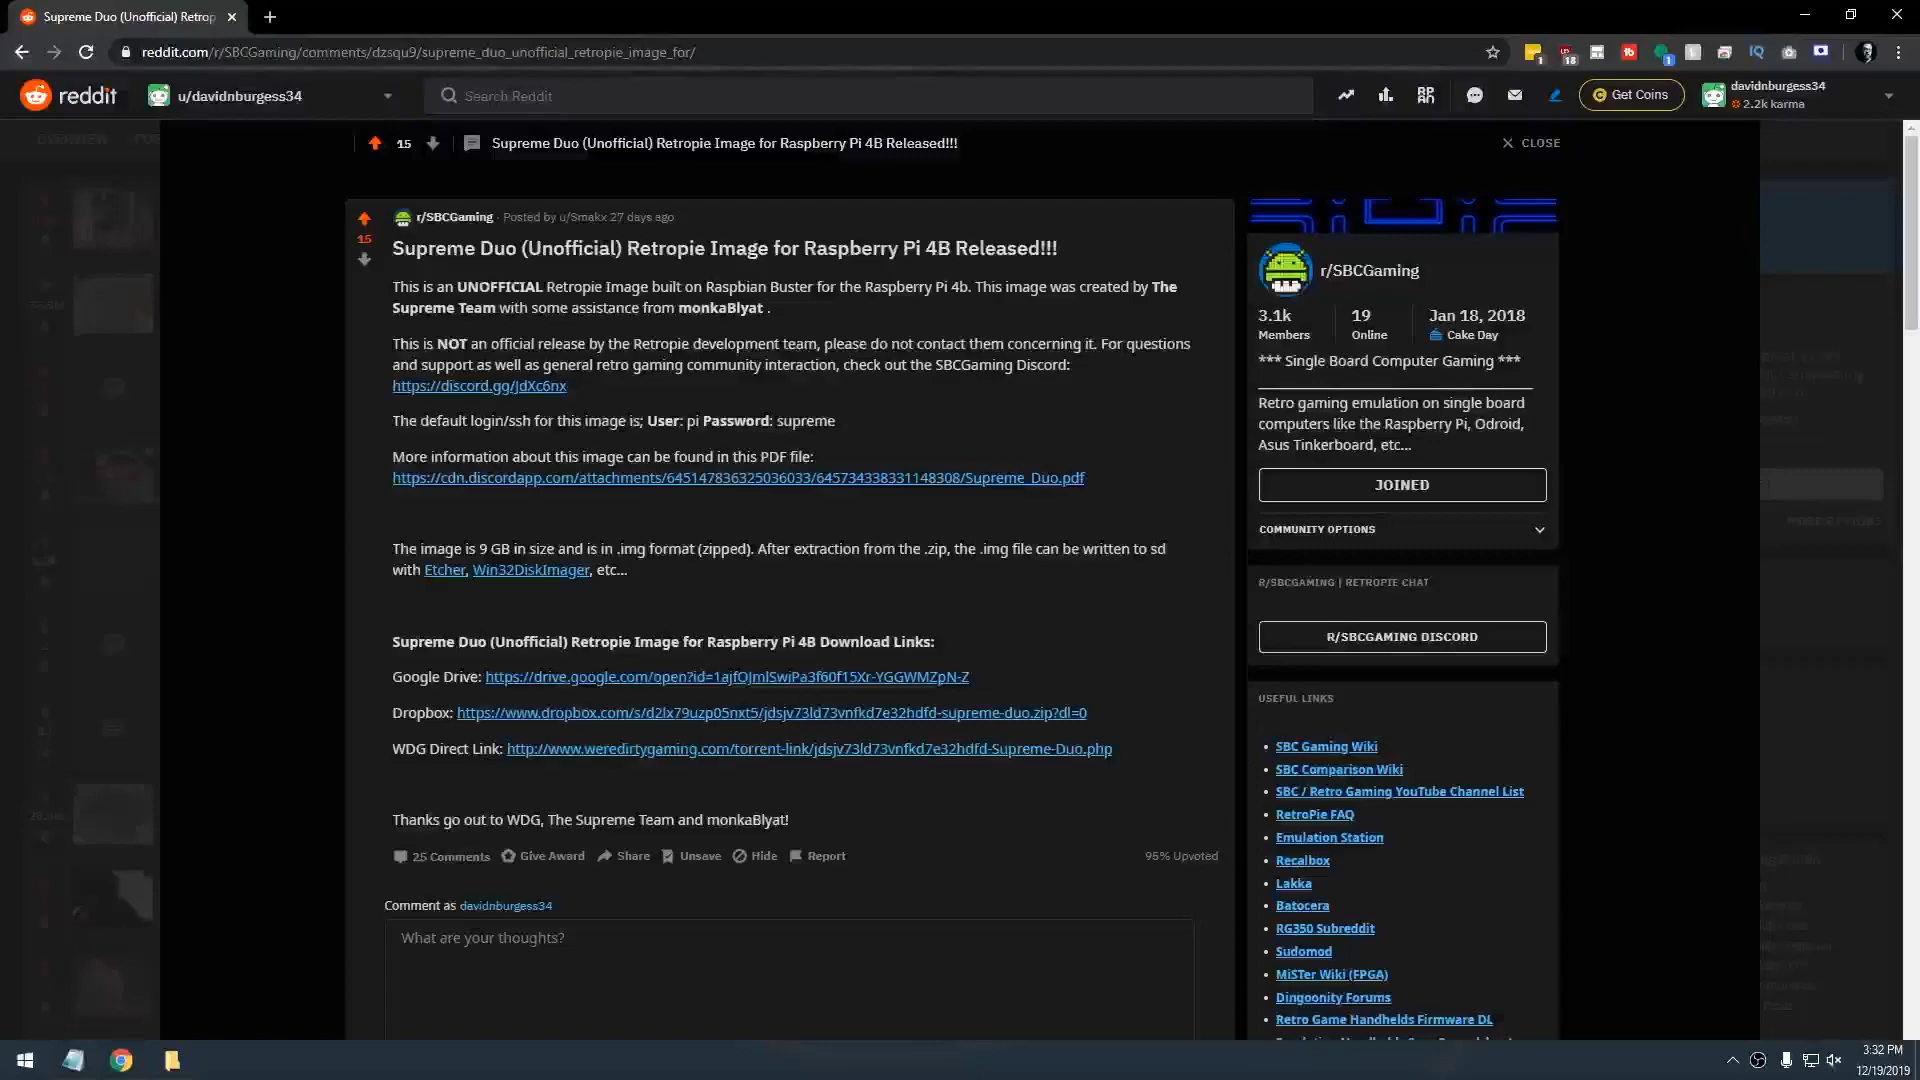 Supreme Duo (Unofficial) Retrop
reddit.com/r/SBCGaming/comments/dzsqu9/supreme_duo_unofficial_retropie_image_for/
1
18
1
reddit
u/davidnburgess34
Search Reddit
Get Coins
davidnburgess34
2.2k karma
OVERVIEW
15
Supreme Duo (Unofficial) Retropie Image for Raspberry Pi 4B Released!!!
CLOSE
r/SBCGaming · Posted by u/Smakx 27 days ago
15
Supreme Duo (Unofficial) Retropie Image for Raspberry Pi 4B Released!!!
This is an UNOFFICIAL Retropie Image built on Raspbian Buster for the Raspberry Pi 4b. This image was created by The
Supreme Team with some assistance from monkaBlyat .
This is NOT an official release by the Retropie development team, please do not contact them concerning it. For questions
and support as well as general retro gaming community interaction, check out the SBCGaming Discord:
https://discord.gg/JdXc6nx
The default login/ssh for this image is; User: pi Password: supreme
More information about this image can be found in this PDF file:
https://cdn.discordapp.com/attachments/645147836325036033/645734338331148308/Supreme_Duo.pdf
The image is 9 GB in size and is in .img format (zipped). After extraction from the .zip, the .img file can be written to sd
with Etcher, Win32DiskImager, etc...
Supreme Duo (Unofficial) Retropie Image for Raspberry Pi 4B Download Links:
Google Drive: https://drive.google.com/open?id=1ajfOJmlSwiPa3f60f15Xr-YGGWMZpN-Z
Dropbox: https://www.dropbox.com/s/d2lx79uzp05nxt5/jdsjv73ld73vnfkd7e32hdfd-supreme-duo.zip?dl=0
WDG Direct Link: http://www.weredirtygaming.com/torrent-link/jdsjv73ld73vnfkd7e32hdfd-Supreme-Duo.php
Thanks go out to WDG, The Supreme Team and monkaBlyat!
25 Comments Give Award Share Unsave Hide Report
95% Upvoted
Comment as davidnburgess34
What are your thoughts?
r/SBCGaming
3.1k
Members
19
Online
Jan 18, 2018
Cake Day
*** Single Board Computer Gaming ***
Retro gaming emulation on single board
computers like the Raspberry Pi, Odroid,
Asus Tinkerboard, etc...
JOINED
COMMUNITY OPTIONS
R/SBCGAMING | RETROPIE CHAT
R/SBCGAMING DISCORD
USEFUL LINKS
• SBC Gaming Wiki
• SBC Comparison Wiki
• SBC / Retro Gaming YouTube Channel List
• RetroPie FAQ
• Emulation Station
• Recalbox
• Lakka
• Batocera
• RG350 Subreddit
• Sudomod
• MiSTer Wiki (FPGA)
• Dingoonity Forums
• Retro Game Handhelds Firmware DL
3:32 PM
12/19/2019